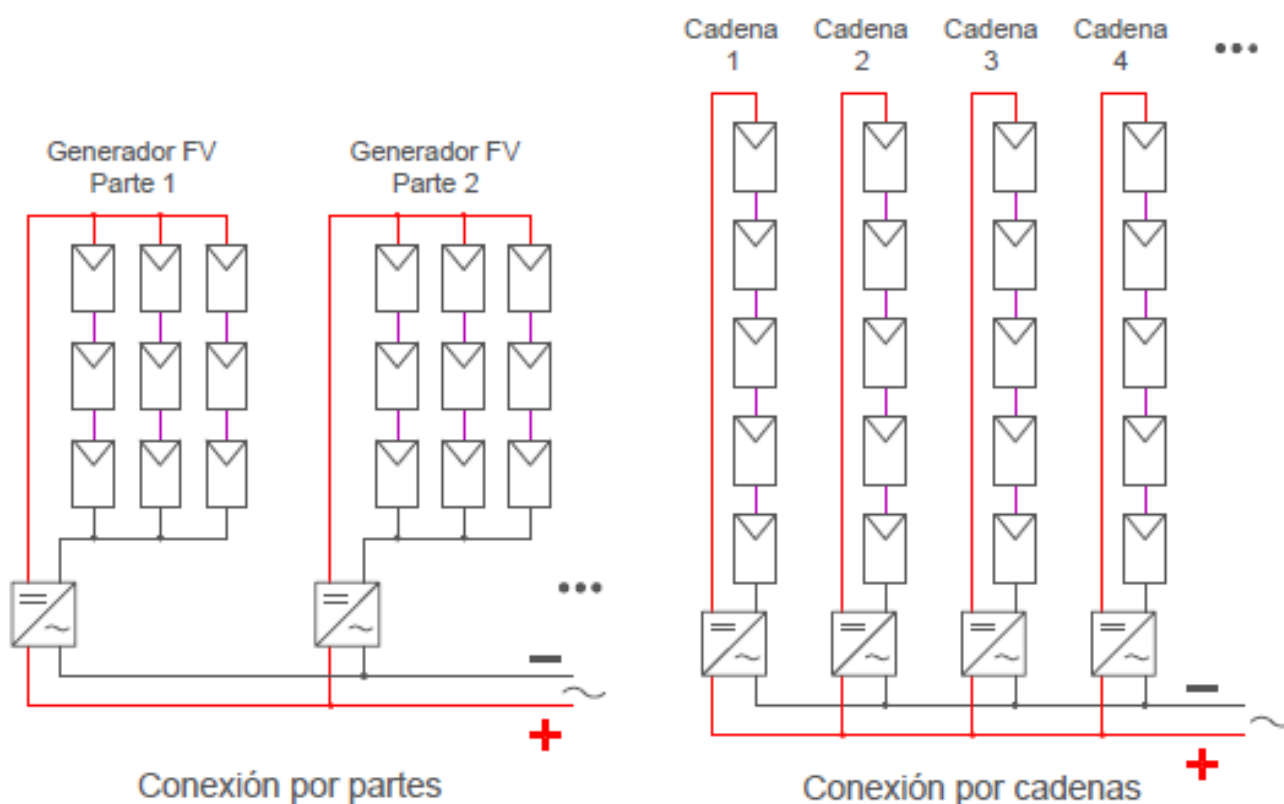 Generador FV
Parte 1
Generador FV
Parte 2
Conexión por partes
Cadena
1
Cadena
2
Cadena
3
Cadena
4
Conexión por cadenas